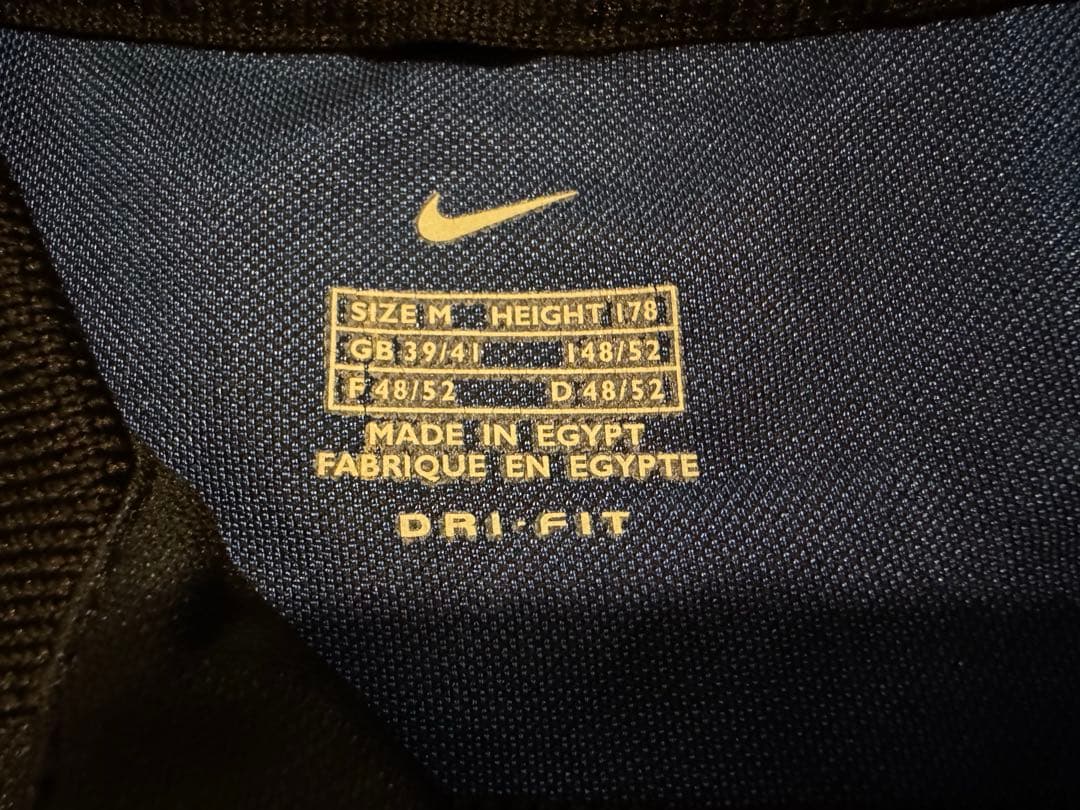 SIZE M HEIGHT 178
GB 39/41 I 48/52
F 48/52 D 48/52
MADE IN EGYPT
FABRIQUE EN EGYPTE
DRI-FIT